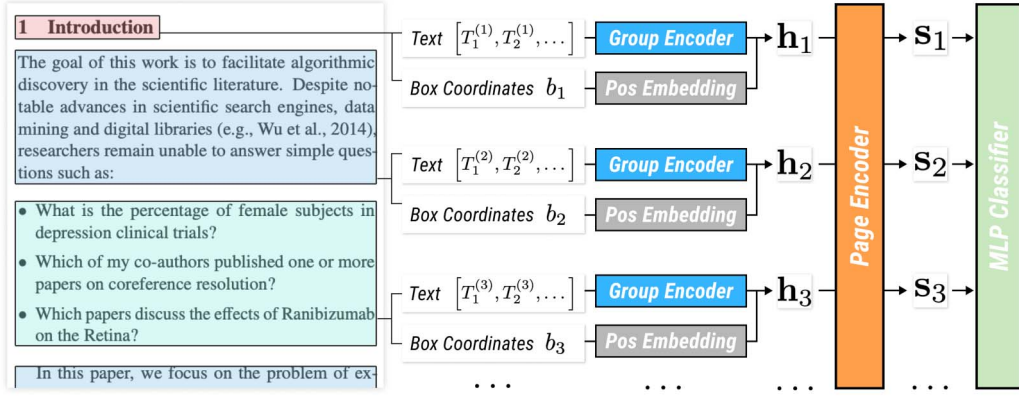 1 Introduction
The goal of this work is to facilitate algorithmic
discovery in the scientific literature. Despite no-
table advances in scientific search engines, data
mining and digital libraries (e.g., Wu et al., 2014),
researchers remain unable to answer simple ques-
tions such as:
• What is the percentage of female subjects in
depression clinical trials?
• Which of my co-authors published one or more
papers on coreference resolution?
• Which papers discuss the effects of Ranibizumab
on the Retina?
In this paper, we focus on the problem of ex-
Text [T₁⁽¹⁾, T₂⁽¹⁾, ...] Group Encoder h₁ s₁
Box Coordinates b₁ Pos Embedding
Text [T₁⁽²⁾, T₂⁽²⁾, ...] Group Encoder h₂ s₂
Box Coordinates b₂ Pos Embedding
Text [T₁⁽³⁾, T₂⁽³⁾, ...] Group Encoder h₃ s₃
Box Coordinates b₃ Pos Embedding
... ... ... ...
Page Encoder
MLP Classifier